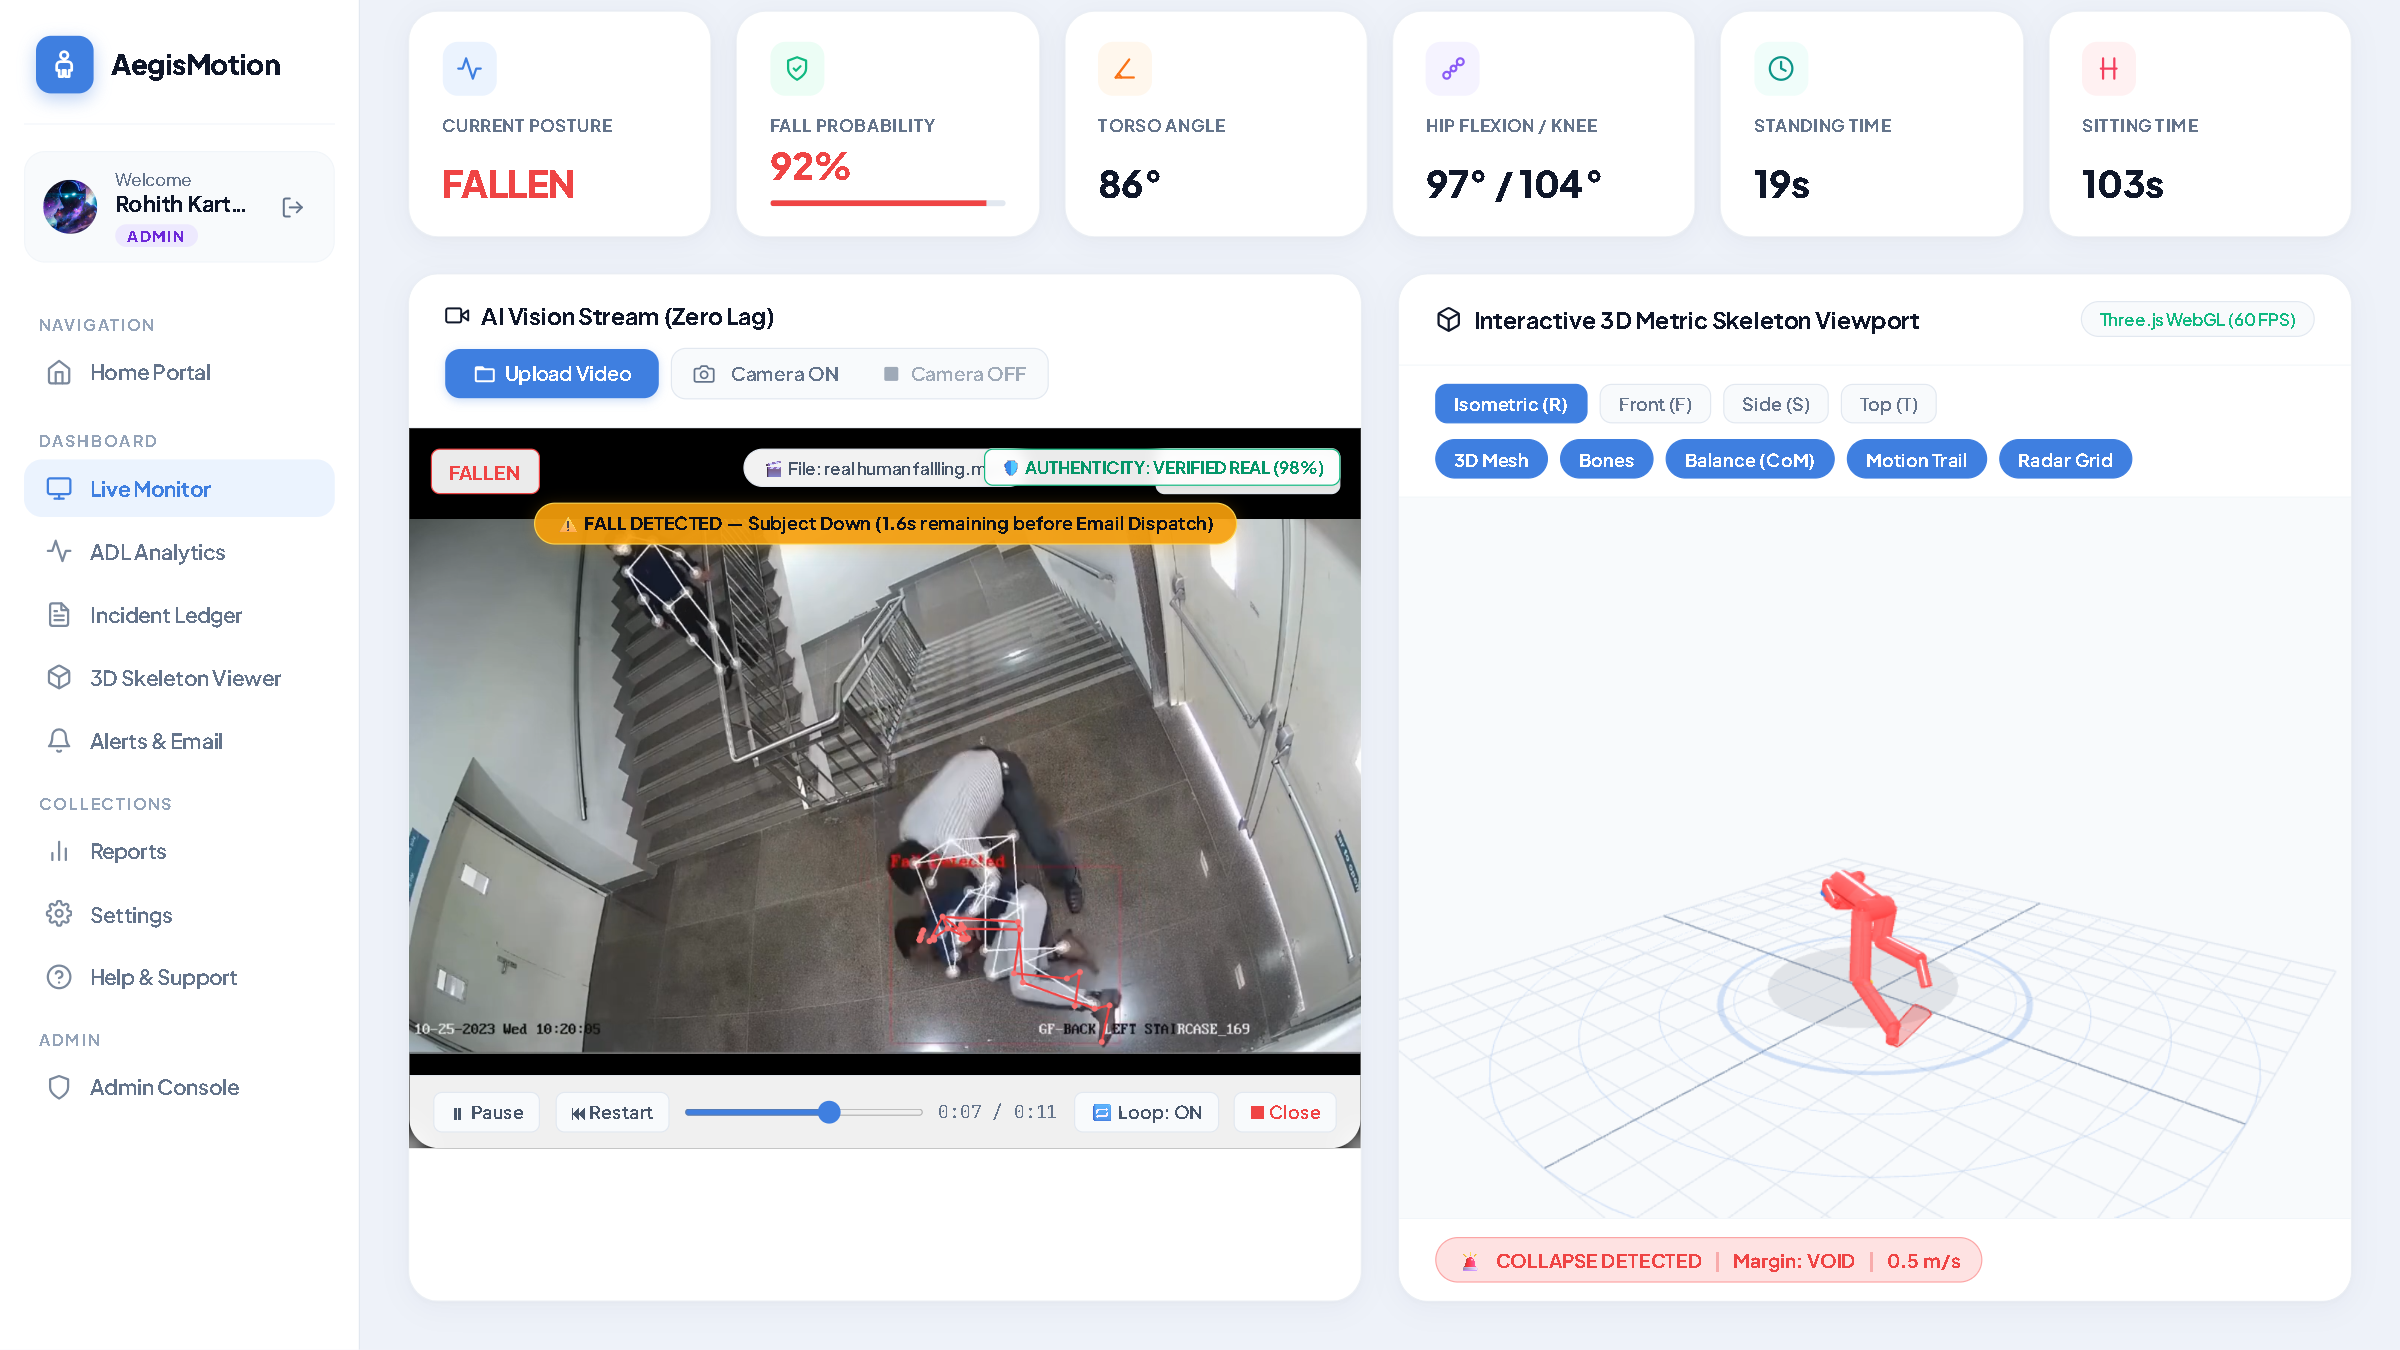 AegisMotion
Welcome
Rohith Kart...
ADMIN
NAVIGATION
Home Portal
DASHBOARD
Live Monitor
ADL Analytics
Incident Ledger
3D Skeleton Viewer
Alerts & Email
COLLECTIONS
Reports
Settings
Help & Support
ADMIN
Admin Console
CURRENT POSTURE
FALLEN
FALL PROBABILITY
92%
TORSO ANGLE
86°
HIP FLEXION / KNEE
97° / 104°
STANDING TIME
19s
SITTING TIME
103s
AI Vision Stream (Zero Lag)
Upload Video
Camera ON
Camera OFF
FALLEN
File: real human fallling.m
AUTHENTICITY: VERIFIED REAL (98%)
FALL DETECTED — Subject Down (1.6s remaining before Email Dispatch)
Fall Detected
10-25-2023 Wed 10:20:05
GF-BACK LEFT STAIRCASE_169
Pause
Restart
0:07 / 0:11
Loop: ON
Close
Interactive 3D Metric Skeleton Viewport
Three.js WebGL (60 FPS)
Isometric (R)
Front (F)
Side (S)
Top (T)
3D Mesh
Bones
Balance (CoM)
Motion Trail
Radar Grid
COLLAPSE DETECTED | Margin: VOID | 0.5 m/s